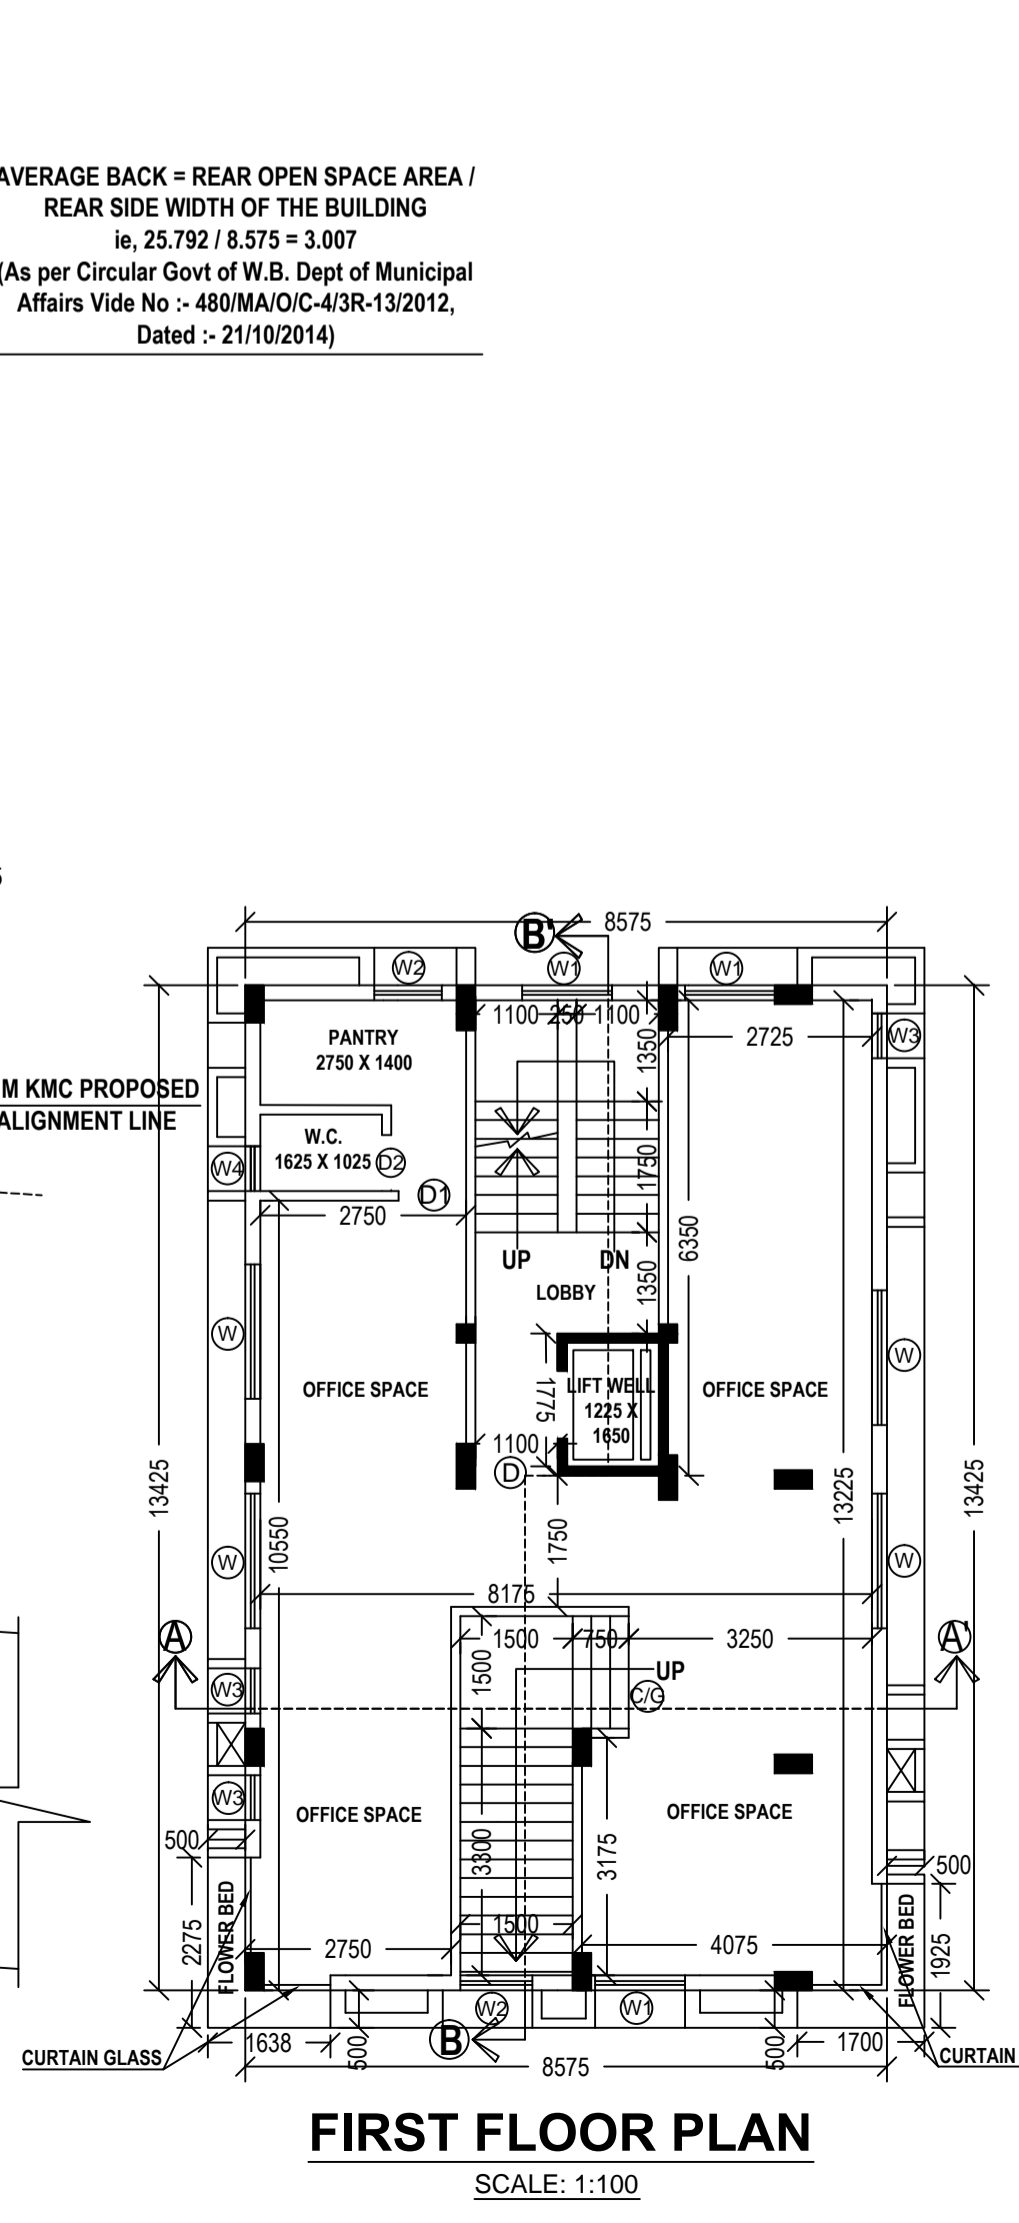 AVERAGE BACK = REAR OPEN SPACE AREA /
REAR SIDE WIDTH OF THE BUILDING
ie, 25.792 / 8.575 = 3.007
(As per Circular Govt of W.B. Dept of Municipal
Affairs Vide No :- 480/MA/O/C-4/3R-13/2012,
Dated :- 21/10/2014)
B' 8575
W2 W1 W1
1100 250 1100
PANTRY
2750 X 1400
1350
2725
W3
M KMC PROPOSED
ALIGNMENT LINE
W.C.
1625 X 1025 D2
W4
D1
1750
2750
6350
UP DN
1350
LOBBY
W
W
OFFICE SPACE
1775
LIFT WELL
1225 X
1650
OFFICE SPACE
1100
D
13425
13225
13425
10550
1750
W
W
8175
A
1500 750 3250
A'
1500
UP
C/G
W3
W3
OFFICE SPACE
OFFICE SPACE
500
3300
3175
500
1500
2750
4075
2275
FLOWER BED
FLOWER BED
1925
W2 W1
1638
500
B
500
1700
CURTAIN GLASS
8575
CURTAIN
FIRST FLOOR PLAN
SCALE: 1:100